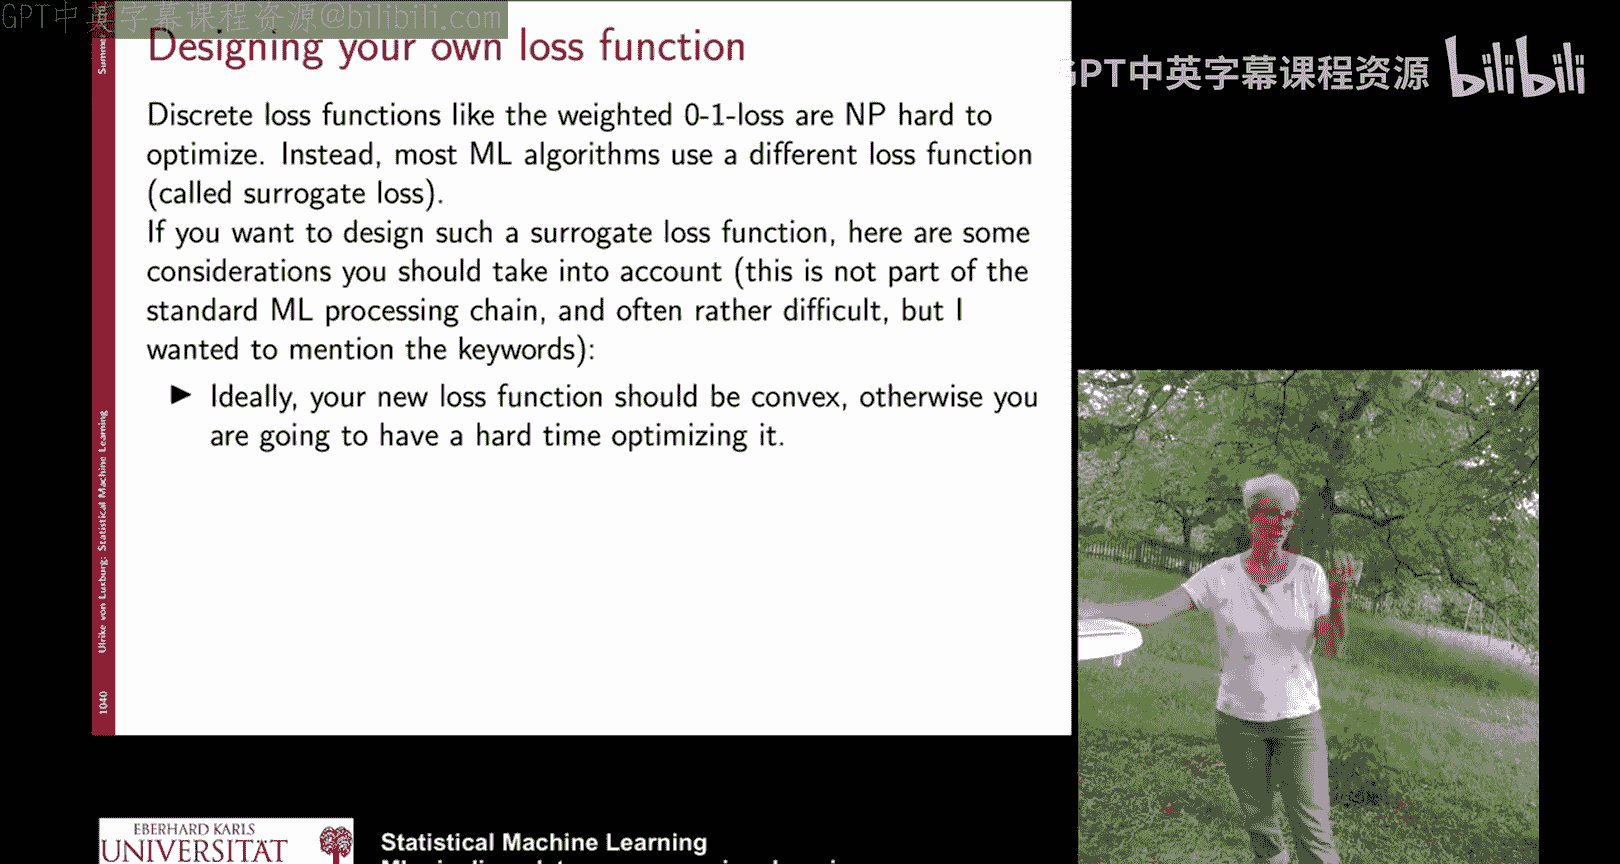 GPT中英字幕课程资源@bilibili.com
Designing your own loss function
GPT中英字幕课程资源 bilibili
Discrete loss functions like the weighted 0-1-loss are NP hard to
optimize. Instead, most ML algorithms use a different loss function
(called surrogate loss).
If you want to design such a surrogate loss function, here are some
considerations you should take into account (this is not part of the
standard ML processing chain, and often rather difficult, but I
wanted to mention the keywords):
▶ Ideally, your new loss function should be convex, otherwise you
are going to have a hard time optimizing it.
Summer
Ulrike von Luxburg: Statistical Machine Learning
1040
EBERHARD KARLS
UNIVERSITÄT
Statistical Machine Learning